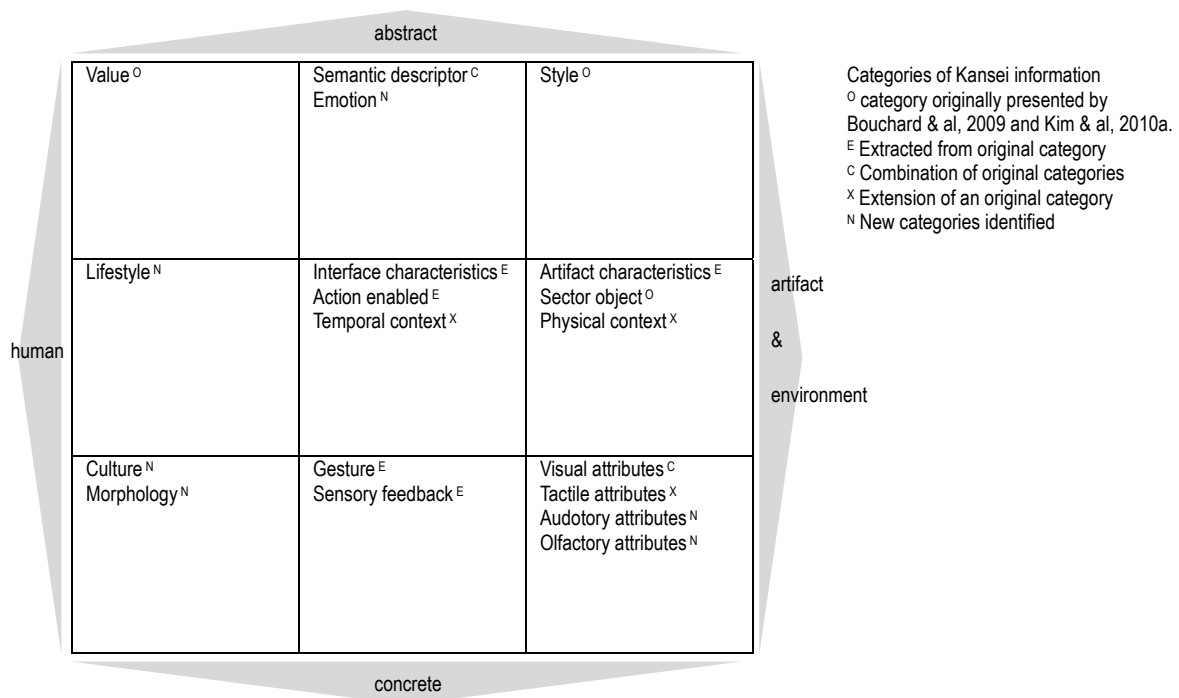 abstract
Value O
Semantic descriptor C
Emotion N
Style O
Categories of Kansei information
O category originally presented by
Bouchard & al, 2009 and Kim & al, 2010a.
E Extracted from original category
C Combination of original categories
X Extension of an original category
N New categories identified
human
Lifestyle N
Interface characteristics E
Action enabled E
Temporal context X
Artifact characteristics E
Sector object O
Physical context X
artifact
&
environment
Culture N
Morphology N
Gesture E
Sensory feedback E
Visual attributes C
Tactile attributes X
Audotory attributes N
Olfactory attributes N
concrete